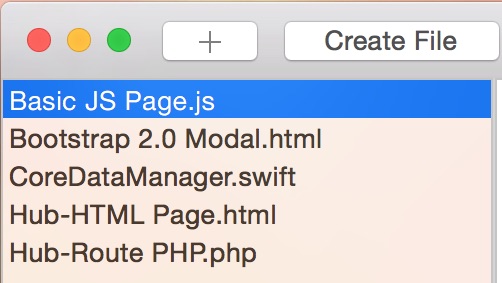 Create File
Basic JS Page.js
Bootstrap 2.0 Modal.html
CoreDataManager.swift
Hub-HTML Page.html
Hub-Route PHP.php